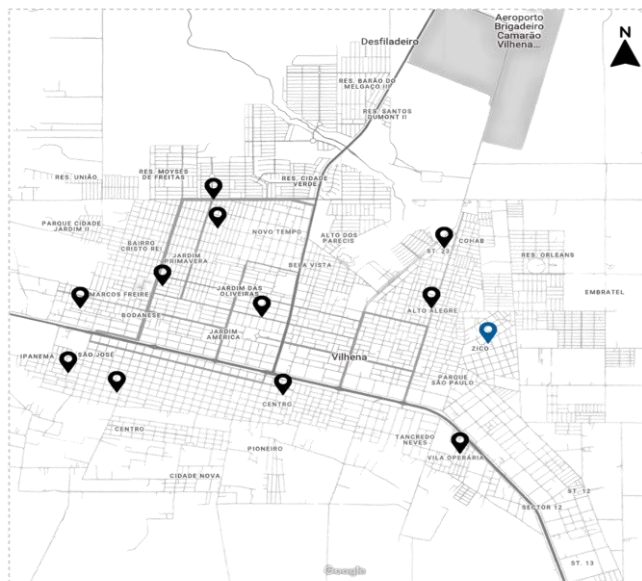 Aeroporto
Brigadeiro
Camarão
Vilhena...
N
Desfiladeiro
RES. BARÃO DO
MELGAÇO III
RES. SANTOS
DUMONT II
RES. UNIÃO
RES. MOYSÉS
DE FREITAS
RES. CIDADE
VERDE
PARQUE CIDADE
JARDIM II
BAIRRO
CRISTO REI
NOVO TEMPO
ALTO DOS
PARECIS
ST. 23
COHAB
JARDIM
PRIMAVERA
BELA VISTA
RES. ORLEANS
MARCOS FREIRE
JARDIM DAS
OLIVEIRAS
EMBRATEL
BODANESE
ALTO ALEGRE
JARDIM
AMÉRICA
ZICO
IPANEMA
SÃO JOSÉ
Vilhena
PARQUE
SÃO PAULO
CENTRO
CENTRO
TANCREDO
NEVES
PIONEIRO
VILA OPERÁRIA
CIDADE NOVA
ST. 12
SECTOR 12
ST. 13
Google